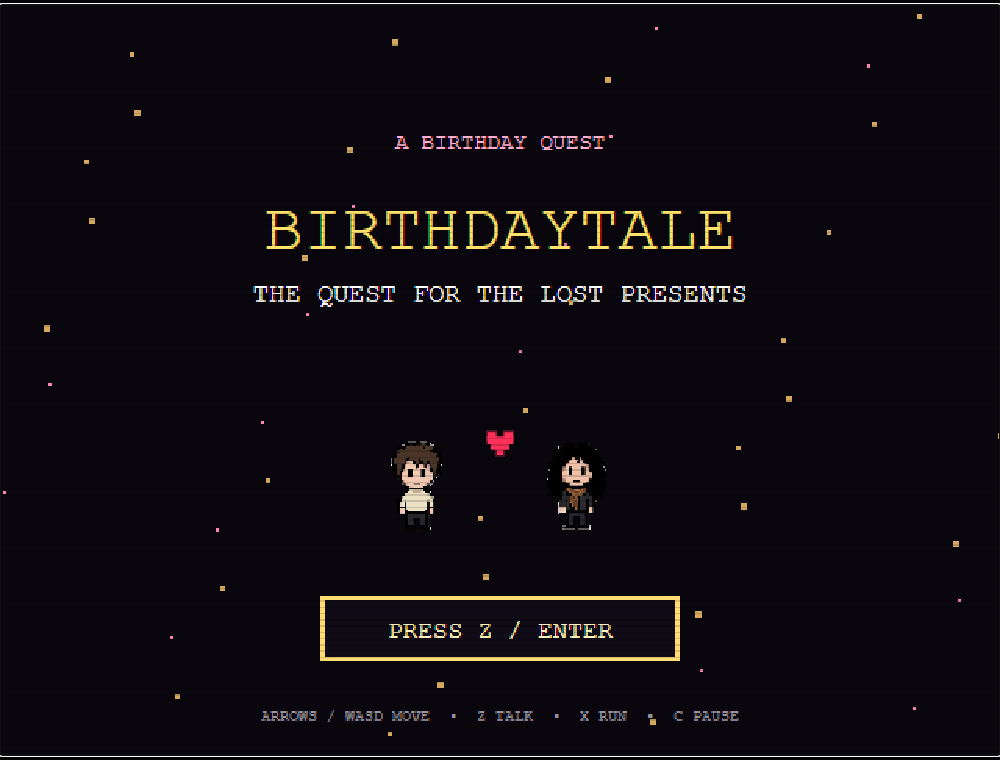 A BIRTHDAY QUEST
BIRTHDAYTALE
THE QUEST FOR THE LOST PRESENTS
PRESS Z / ENTER
ARROWS / WASD MOVE • Z TALK • X RUN • C PAUSE